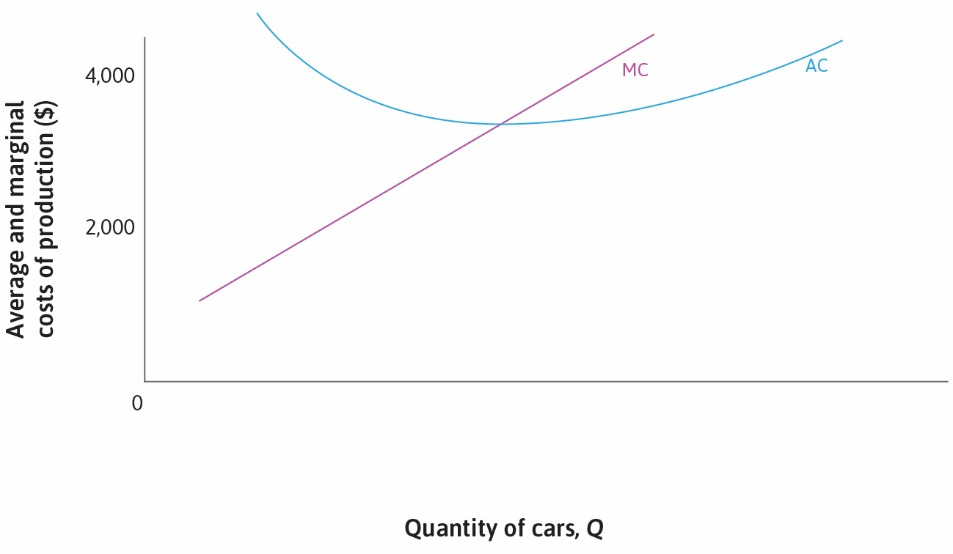 Average and marginal
costs of production ($)
4,000
2,000
0
MC
AC
Quantity of cars, Q